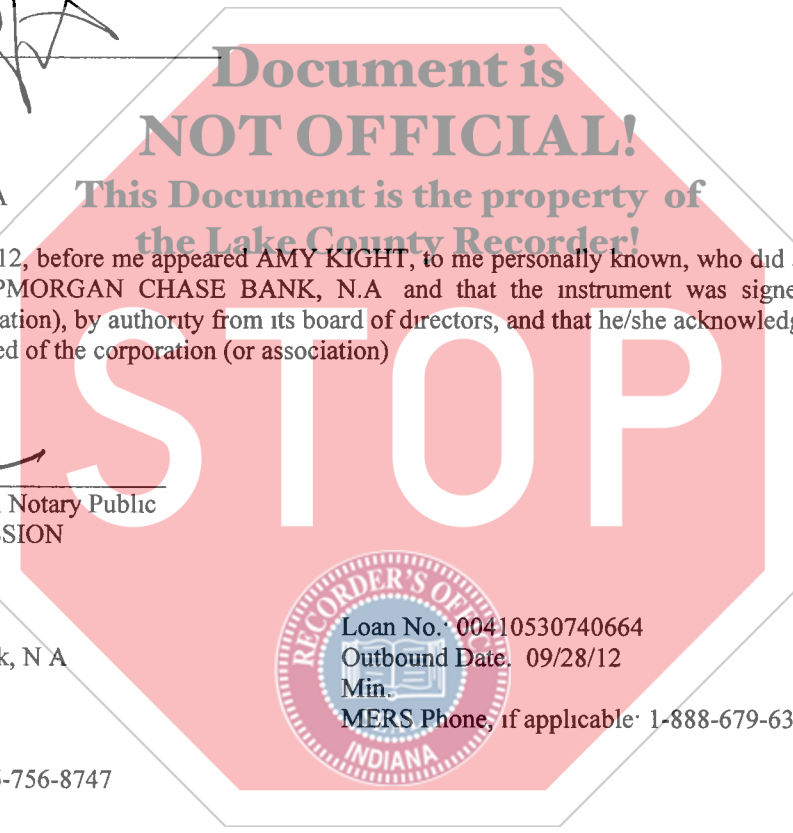 Document is
NOT OFFICIAL!
This Document is the property of
the Lake County Recorder!
A
12, before me appeared AMY KIGHT, to me personally known, who did
PMORGAN CHASE BANK, N.A and that the instrument was signe
ation), by authority from its board of directors, and that he/she acknowledg
ed of the corporation (or association)
STOP
Notary Public
SSION
RECORDER'S OFFIC
INDIANA
Loan No.· 00410530740664
k, N A
Outbound Date. 09/28/12
Min.
MERS Phone, if applicable· 1-888-679-63
-756-8747